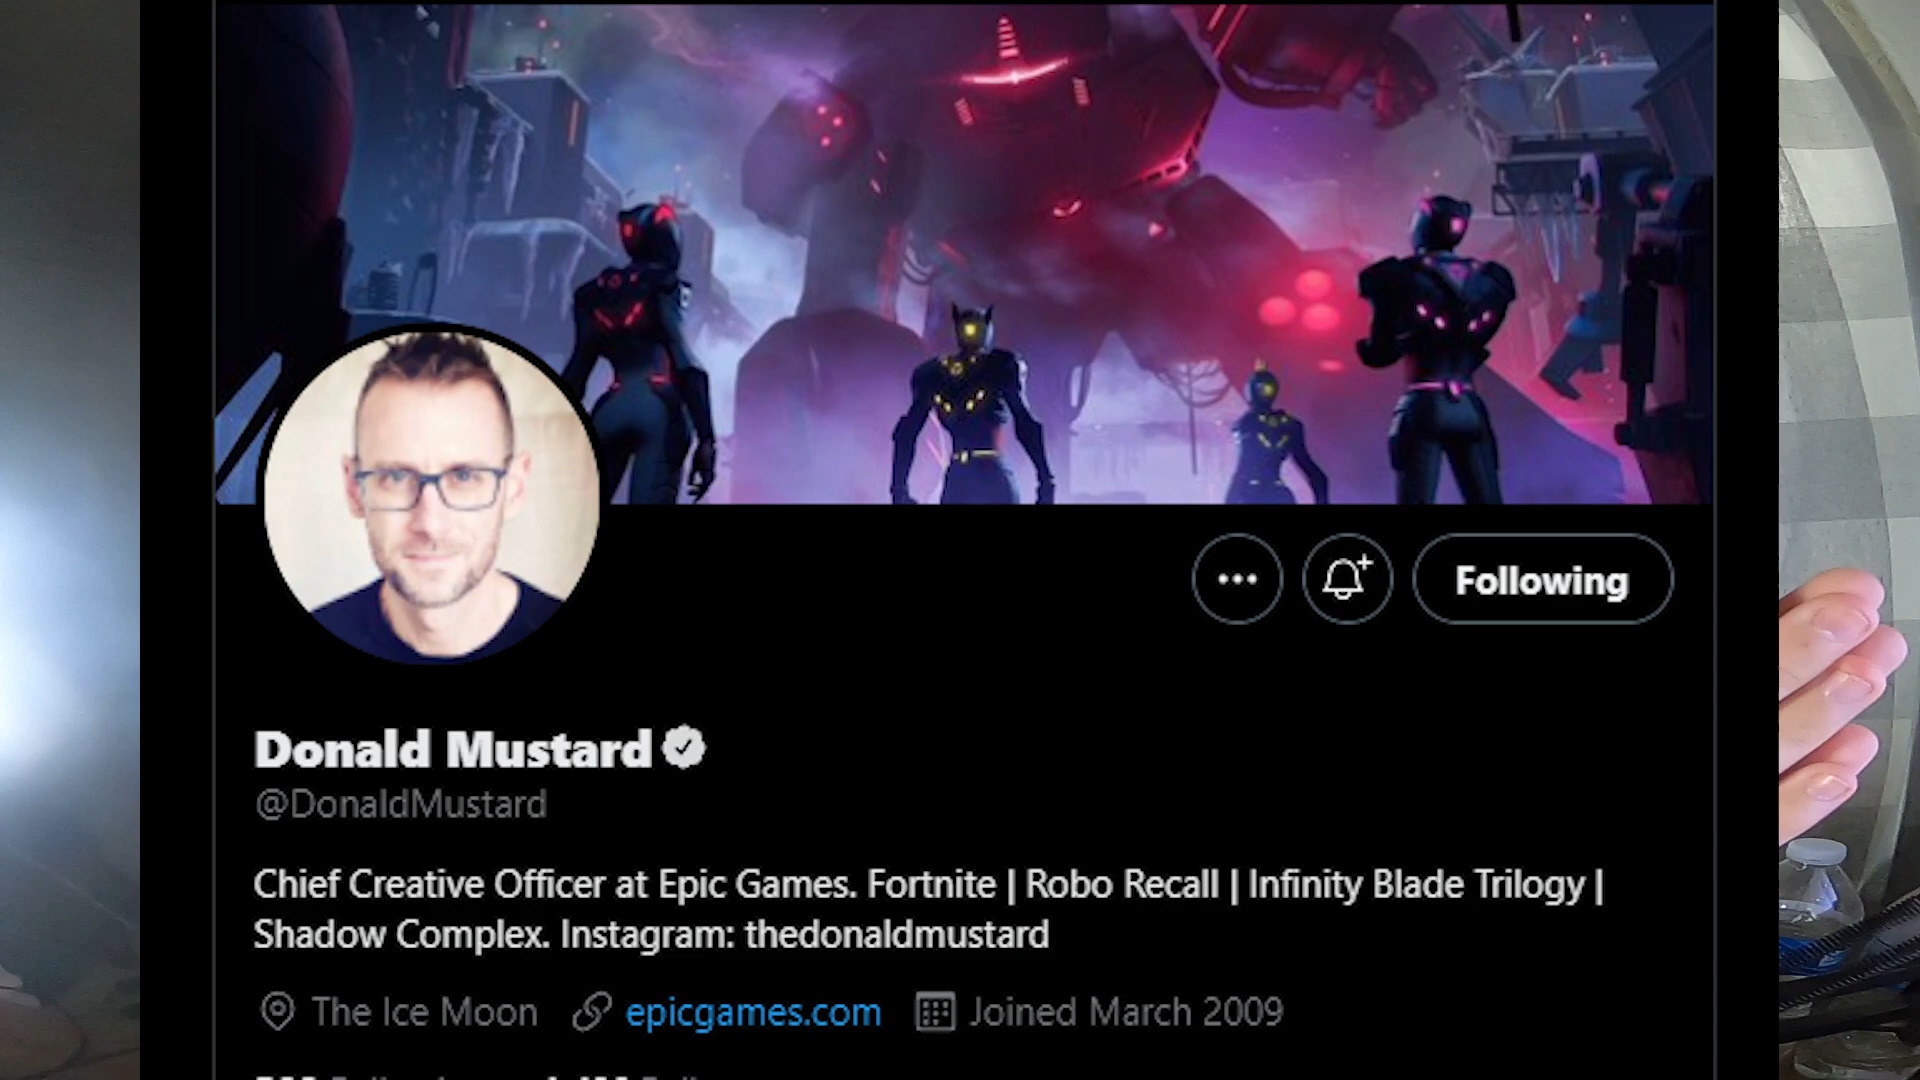 Following
Donald Mustard
@DonaldMustard
Chief Creative Officer at Epic Games. Fortnite | Robo Recall | Infinity Blade Trilogy |
Shadow Complex. Instagram: thedonaldmustard
The Ice Moon epicgames.com Joined March 2009